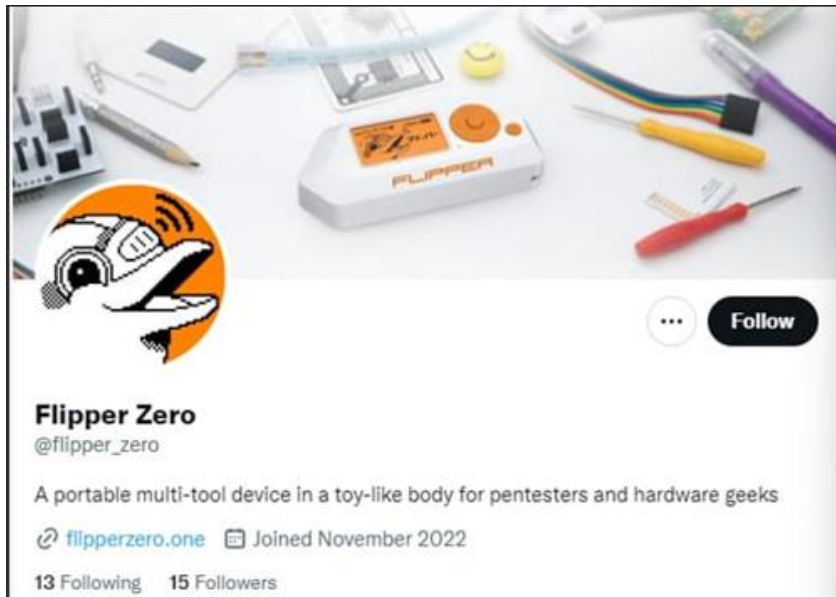 FLIPPER
Follow
Flipper Zero
@flipper_zero
A portable multi-tool device in a toy-like body for pentesters and hardware geeks
flipperzero.one Joined November 2022
13 Following 15 Followers